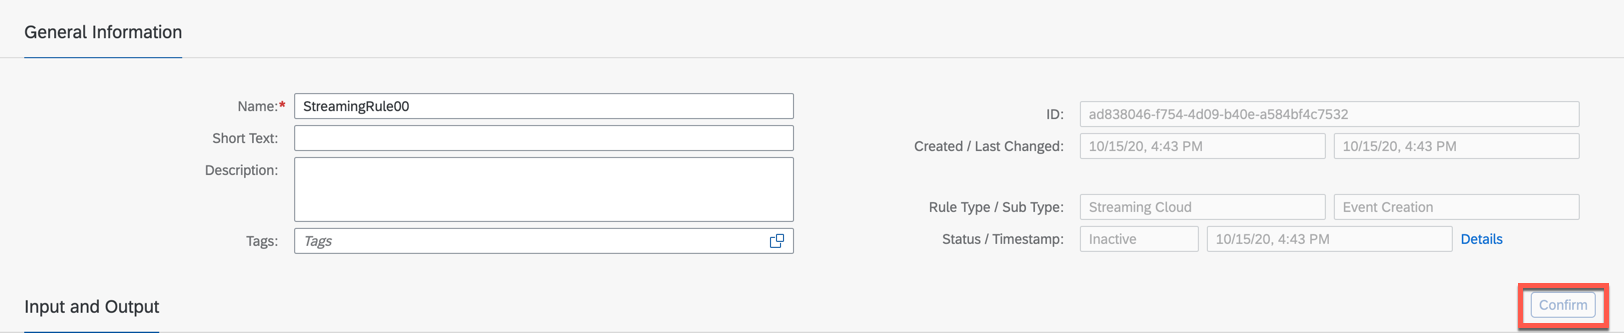 General Information
Name:* StreamingRule00
Short Text:
Description:
Tags: Tags
ID: ad838046-f754-4d09-b40e-a584bf4c7532
Created / Last Changed: 10/15/20, 4:43 PM 10/15/20, 4:43 PM
Rule Type / Sub Type: Streaming Cloud Event Creation
Status / Timestamp: Inactive 10/15/20, 4:43 PM Details
Input and Output
Confirm